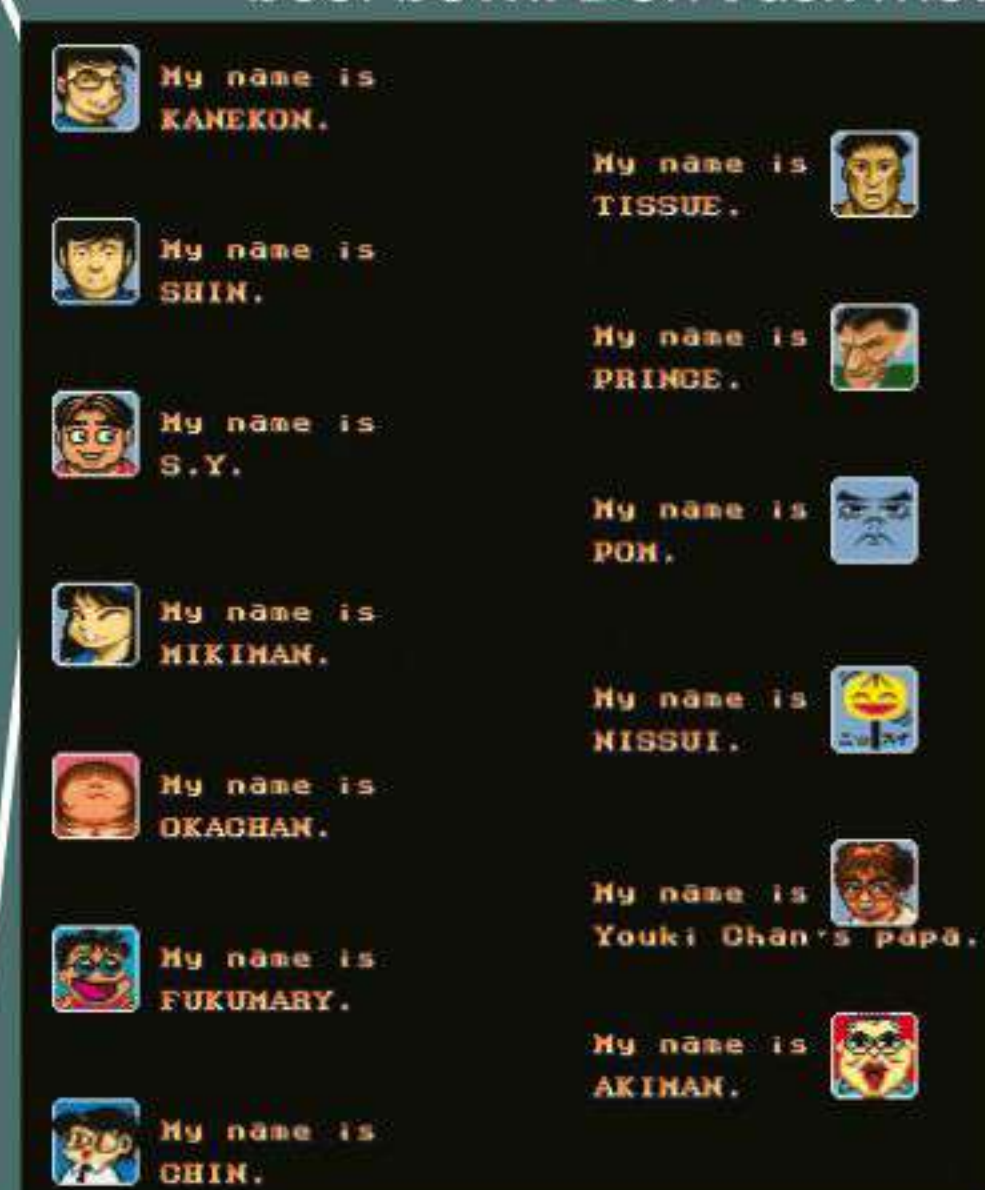 My name is
KANEKON.
My name is
TISSUE.
My name is
SHIN.
My name is
PRINCE.
My name is
S.Y.
My name is
POM.
My name is
MIKIMAN.
My name is
NISSUI.
My name is
OKACHAN.
My name is
Youki Chan's papa.
My name is
FUKUMARY.
My name is
AKIMAN.
My name is
CHIN.